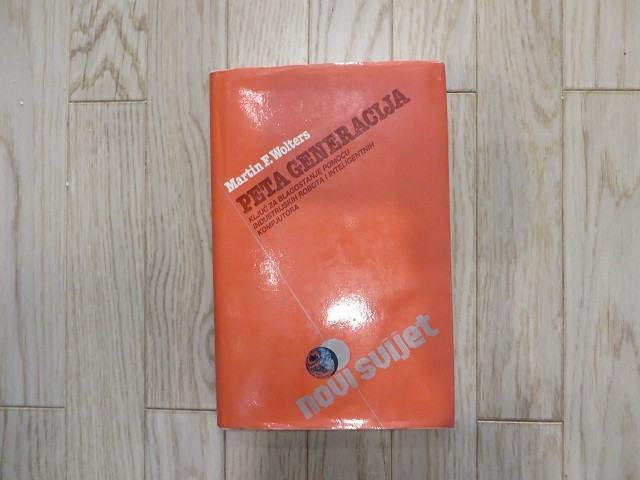 Martin F. Wolters
PETA GENERACIJA
KLJUČ ZA BLAGOSTANJE POMOĆU
INDUSTRIJSKIH ROBOTA I INTELIGENTNIH
KOMPJUTORA
novi svijet